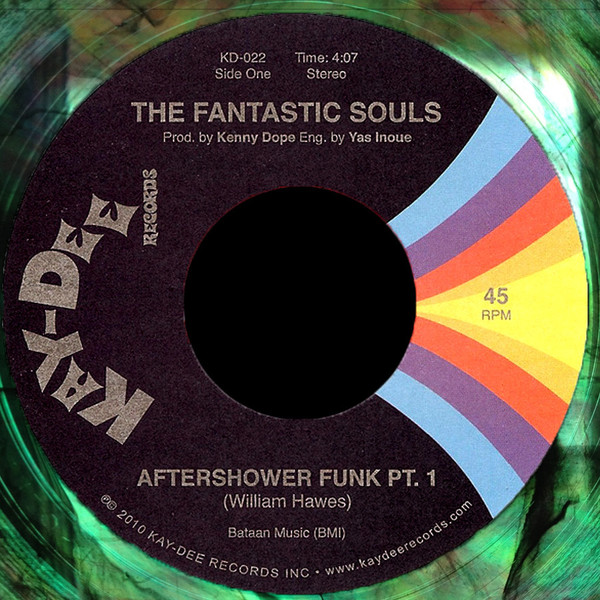 KD-022 Time: 4:07
Side One Stereo
THE FANTASTIC SOULS
Prod. by Kenny Dope Eng. by Yas Inoue
KAY-DEE
RECORDS
45
RPM
AFTERSHOWER FUNK PT. 1
(William Hawes)
Bataan Music (BMI)
℗© 2010 KAY-DEE RECORDS INC • www.kaydeerecords.com